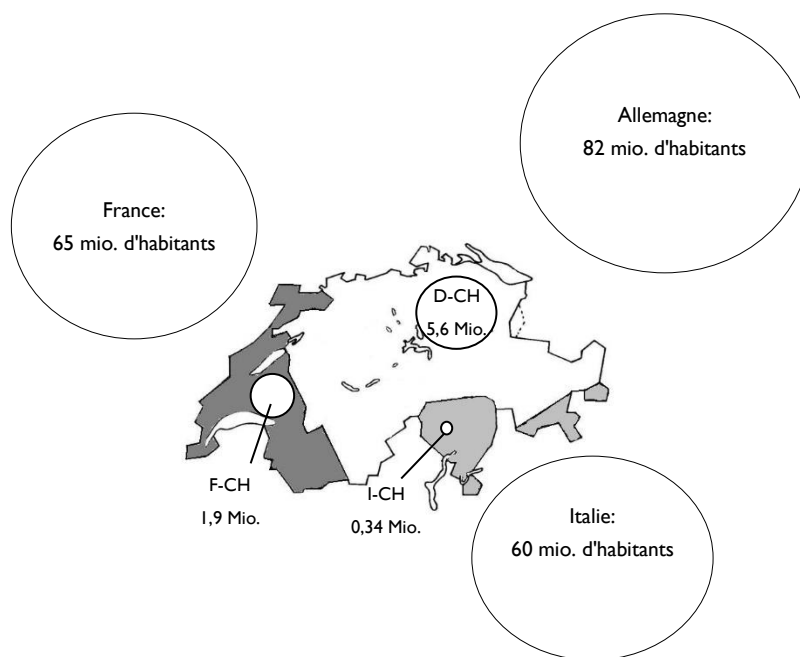 Allemagne:
82 mio. d'habitants
France:
65 mio. d'habitants
D-CH
5,6 Mio.
F-CH
1,9 Mio.
I-CH
0,34 Mio.
Italie:
60 mio. d'habitants